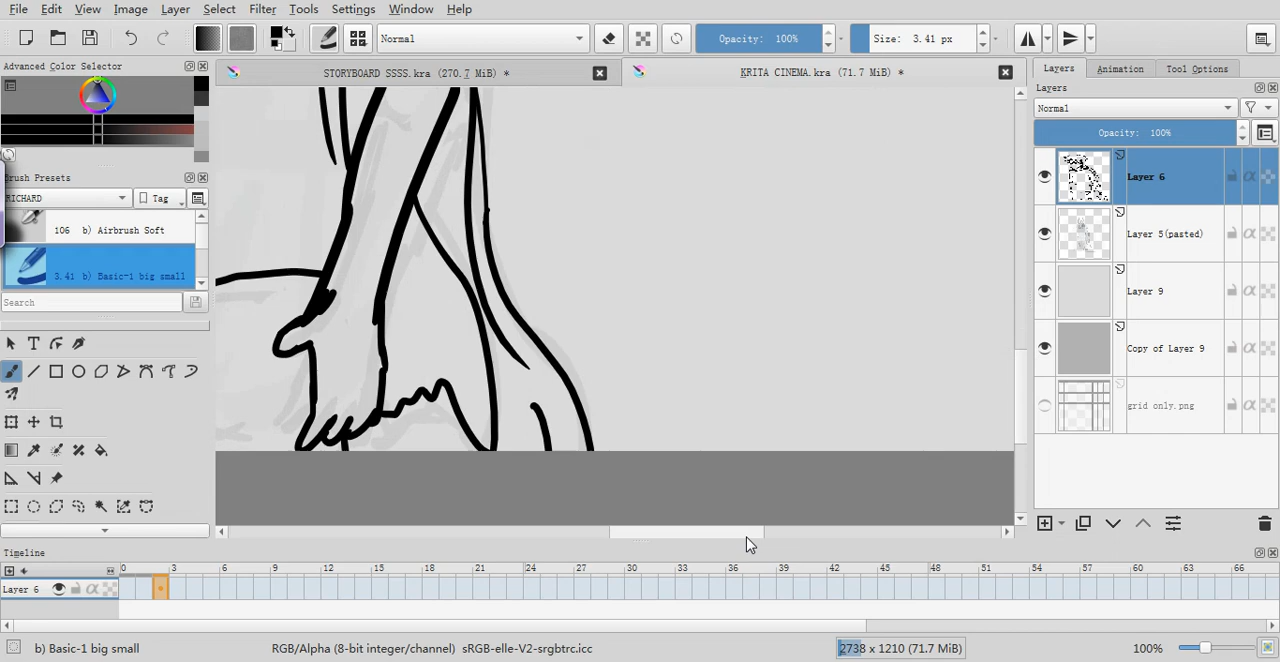 File Edit View Image Layer Select Filter Tools Settings Window Help
Normal Opacity: 100% Size: 3.41 px
Advanced Color Selector
STORYBOARD SSSS.kra (270.7 MiB) * KRITA CINEMA.kra (71.7 MiB) *
Layers Animation Tool Options
Layers
Normal
Opacity: 100%
Brush Presets
RICHARD Tag
106 b) Airbrush Soft
3.41 b) Basic-1 big small
Search
Layer 6
Layer 5(pasted)
Layer 9
Copy of Layer 9
grid only.png
Timeline
0 3 6 9 12 15 18 21 24 27 30 33 36 39 42 45 48 51 54 57 60 63 66
Layer 6
b) Basic-1 big small RGB/Alpha (8-bit integer/channel) sRGB-elle-V2-srgbtrc.icc 2738 x 1210 (71.7 MiB) 100%